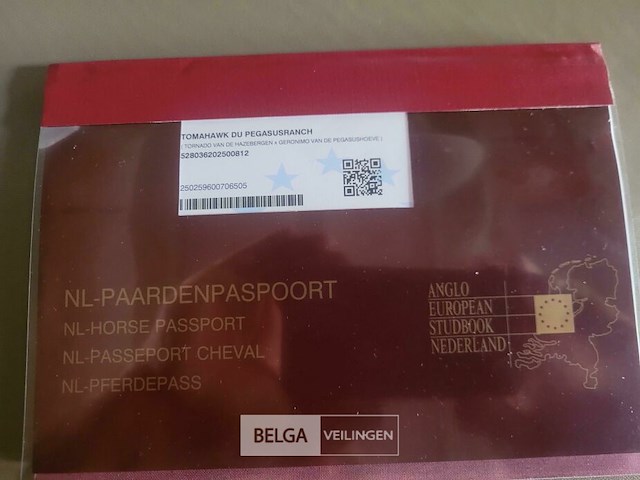 TOMAHAWK DU PEGASUSRANCH
( TORNADO VAN DE HAZEBERGEN x GERONIMO VAN DE PEGASUSHOEVE )
528036202500812
250259600706505
NL-PAARDENPASPOORT
NL-HORSE PASSPORT
NL-PASSEPORT CHEVAL
NL-PFERDEPASS
ANGLO
EUROPEAN
STUDBOOK
NEDERLAND
BELGA VEILINGEN